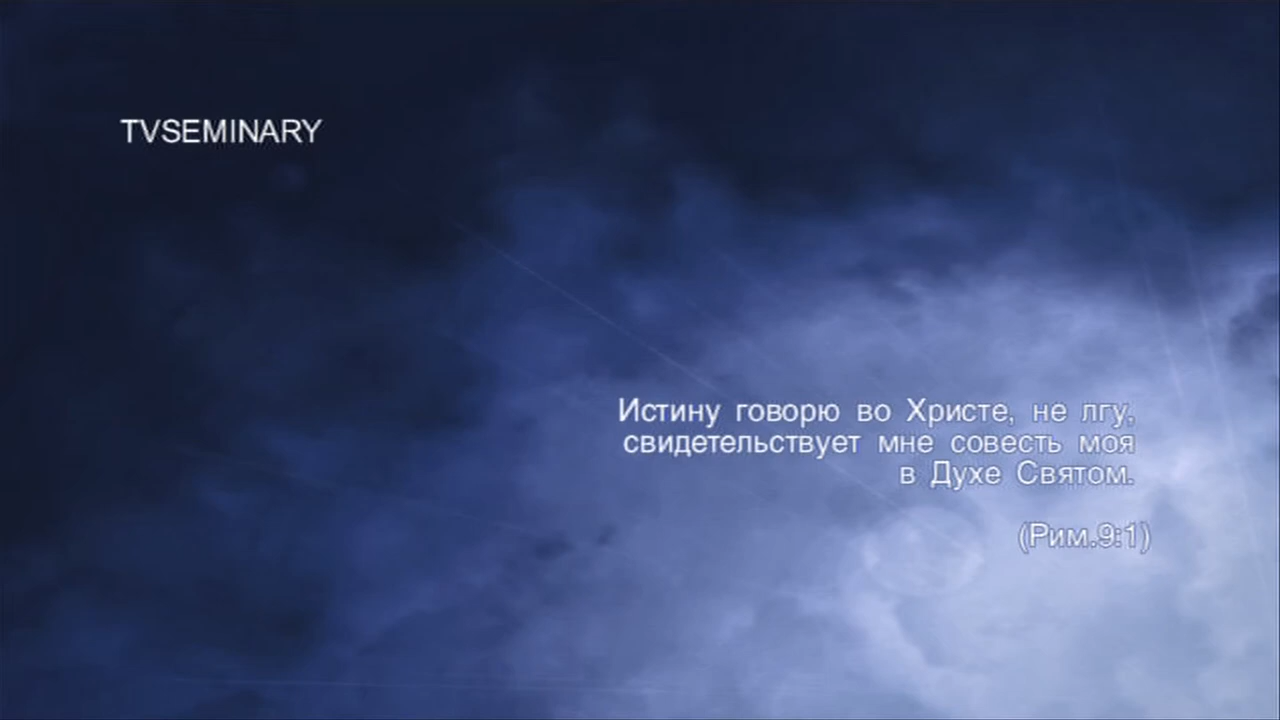 TVSEMINARY
Истину говорю во Христе, не лгу,
свидетельствует мне совесть моя
в Духе Святом.
(Рим.9:1)